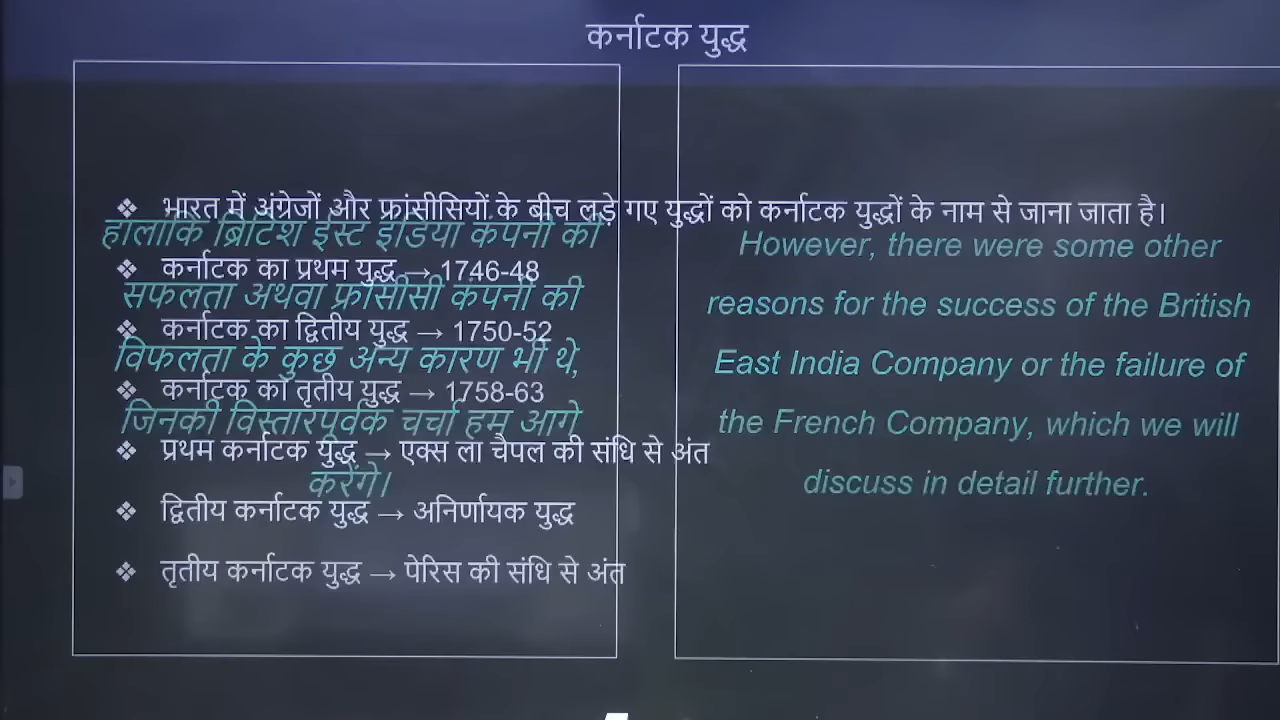 कर्नाटक युद्ध
❖ भारत में अंग्रेजों और फ्रांसीसियों के बीच लड़े गए युद्धों को कर्नाटक युद्धों के नाम से जाना जाता है।
❖ कर्नाटक का प्रथम युद्ध → 1746-48
❖ कर्नाटक का द्वितीय युद्ध → 1750-52
❖ कर्नाटक का तृतीय युद्ध → 1758-63
❖ प्रथम कर्नाटक युद्ध → एक्स ला चैपल की संधि से अंत
❖ द्वितीय कर्नाटक युद्ध → अनिर्णायक युद्ध
❖ तृतीय कर्नाटक युद्ध → पेरिस की संधि से अंत
हालांकि ब्रिटिश ईस्ट इंडिया कंपनी की
सफलता अथवा फ्रांसीसी कंपनी की
विफलता के कुछ अन्य कारण भी थे,
जिनकी विस्तारपूर्वक चर्चा हम आगे
करेंगे।
However, there were some other
reasons for the success of the British
East India Company or the failure of
the French Company, which we will
discuss in detail further.